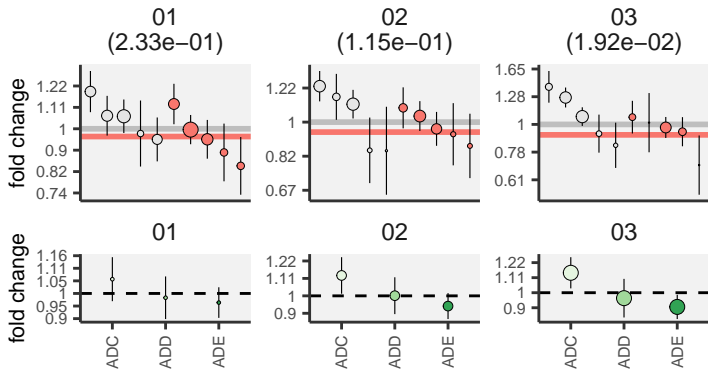 01
(2.33e−01)
02
(1.15e−01)
03
(1.92e−02)
fold change
1.22
1.11
1
0.9
0.82
0.74
1.22
1
0.82
0.67
1.65
1.28
1
0.78
0.61
01
02
03
fold change
1.16
1.1
1.05
1
0.95
0.9
1.22
1.11
1
0.9
1.22
1.11
1
0.9
ADC
ADD
ADE
ADC
ADD
ADE
ADC
ADD
ADE